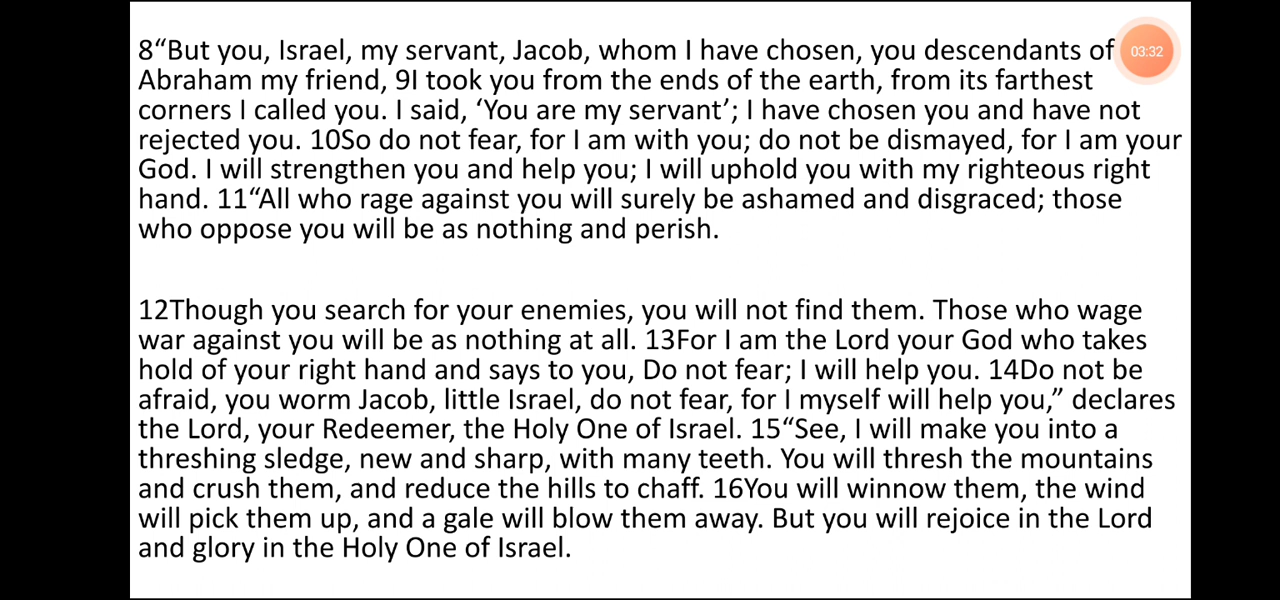 8“But you, Israel, my servant, Jacob, whom I have chosen, you descendants of
03:32
Abraham my friend, 9I took you from the ends of the earth, from its farthest
corners I called you. I said, ‘You are my servant’; I have chosen you and have not
rejected you. 10So do not fear, for I am with you; do not be dismayed, for I am your
God. I will strengthen you and help you; I will uphold you with my righteous right
hand. 11“All who rage against you will surely be ashamed and disgraced; those
who oppose you will be as nothing and perish.
12Though you search for your enemies, you will not find them. Those who wage
war against you will be as nothing at all. 13For I am the Lord your God who takes
hold of your right hand and says to you, Do not fear; I will help you. 14Do not be
afraid, you worm Jacob, little Israel, do not fear, for I myself will help you,” declares
the Lord, your Redeemer, the Holy One of Israel. 15“See, I will make you into a
threshing sledge, new and sharp, with many teeth. You will thresh the mountains
and crush them, and reduce the hills to chaff. 16You will winnow them, the wind
will pick them up, and a gale will blow them away. But you will rejoice in the Lord
and glory in the Holy One of Israel.